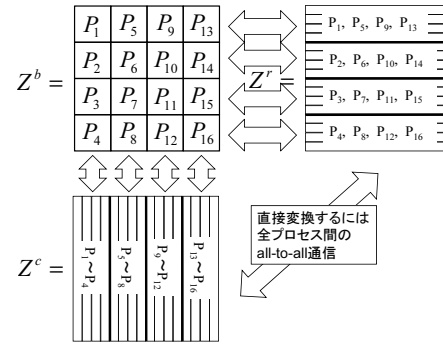 P₁ P₅ P₉ P₁₃
P₂ P₆ P₁₀ P₁₄
P₃ P₇ P₁₁ P₁₅
P₄ P₈ P₁₂ P₁₆
Zᵇ =
Zʳ =
P₁, P₅, P₉, P₁₃
P₂, P₆, P₁₀, P₁₄
P₃, P₇, P₁₁, P₁₅
P₄, P₈, P₁₂, P₁₆
Zᶜ =
P₁~P₄
P₅~P₈
P₉~P₁₂
P₁₃~P₁₆
直接変換するには
全プロセス間の
all-to-all通信